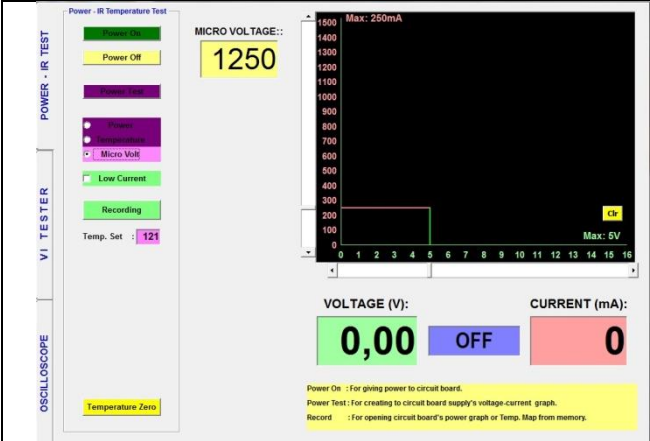 Power - IR Temperature Test
POWER - IR TEST
VI TESTER
OSCILLOSCOPE
Power On
Power Off
Power Test
Power
Temperature
Micro Volt
Low Current
Recording
Temp. Set : 121
Temperature Zero
MICRO VOLTAGE::
1250
Max: 250mA
1500
1400
1300
1200
1100
1000
900
800
700
600
500
400
300
200
100
0
Clr
Max: 5V
0 1 2 3 4 5 6 7 8 9 10 11 12 13 14 15 16
VOLTAGE (V):
0,00
OFF
CURRENT (mA):
0
Power On : For giving power to circuit board.
Power Test : For creating to circuit board supply's voltage-current graph.
Record : For opening circuit board's power graph or Temp. Map from memory.